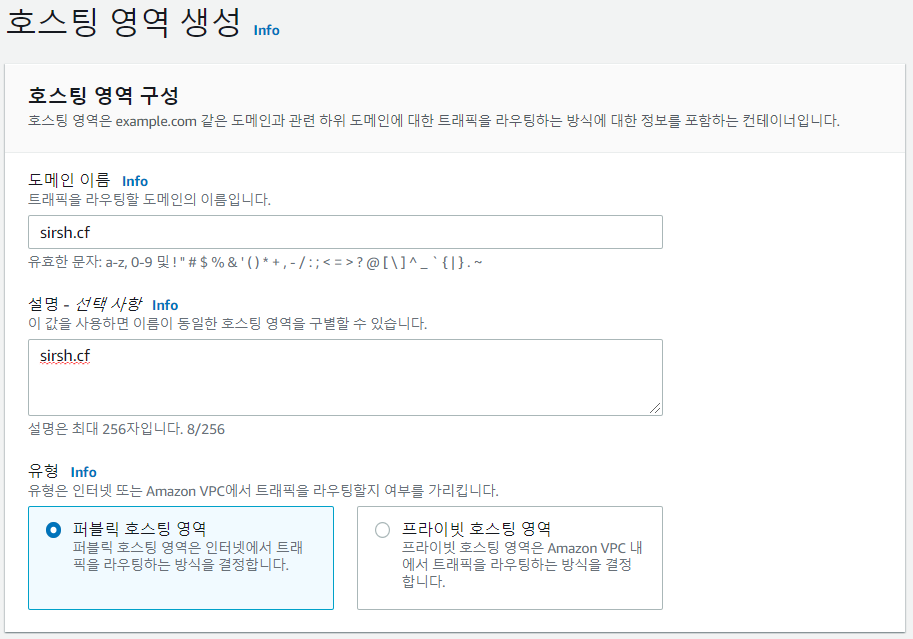 호스팅 영역 생성 Info
호스팅 영역 구성
호스팅 영역은 example.com 같은 도메인과 관련 하위 도메인에 대한 트래픽을 라우팅하는 방식에 대한 정보를 포함하는 컨테이너입니다.
도메인 이름 Info
트래픽을 라우팅할 도메인의 이름입니다.
sirsh.cf
유효한 문자: a-z, 0-9 및 ! " # $ % & ' ( ) * + , - / : ; < = > ? @ [ \ ] ^ _ ` { | } . ~
설명 - 선택 사항 Info
이 값을 사용하면 이름이 동일한 호스팅 영역을 구별할 수 있습니다.
sirsh.cf
설명은 최대 256자입니다. 8/256
유형 Info
유형은 인터넷 또는 Amazon VPC에서 트래픽을 라우팅할지 여부를 가리킵니다.
퍼블릭 호스팅 영역
퍼블릭 호스팅 영역은 인터넷에서 트래
픽을 라우팅하는 방식을 결정합니다.
프라이빗 호스팅 영역
프라이빗 호스팅 영역은 Amazon VPC 내
에서 트래픽을 라우팅하는 방식을 결정
합니다.